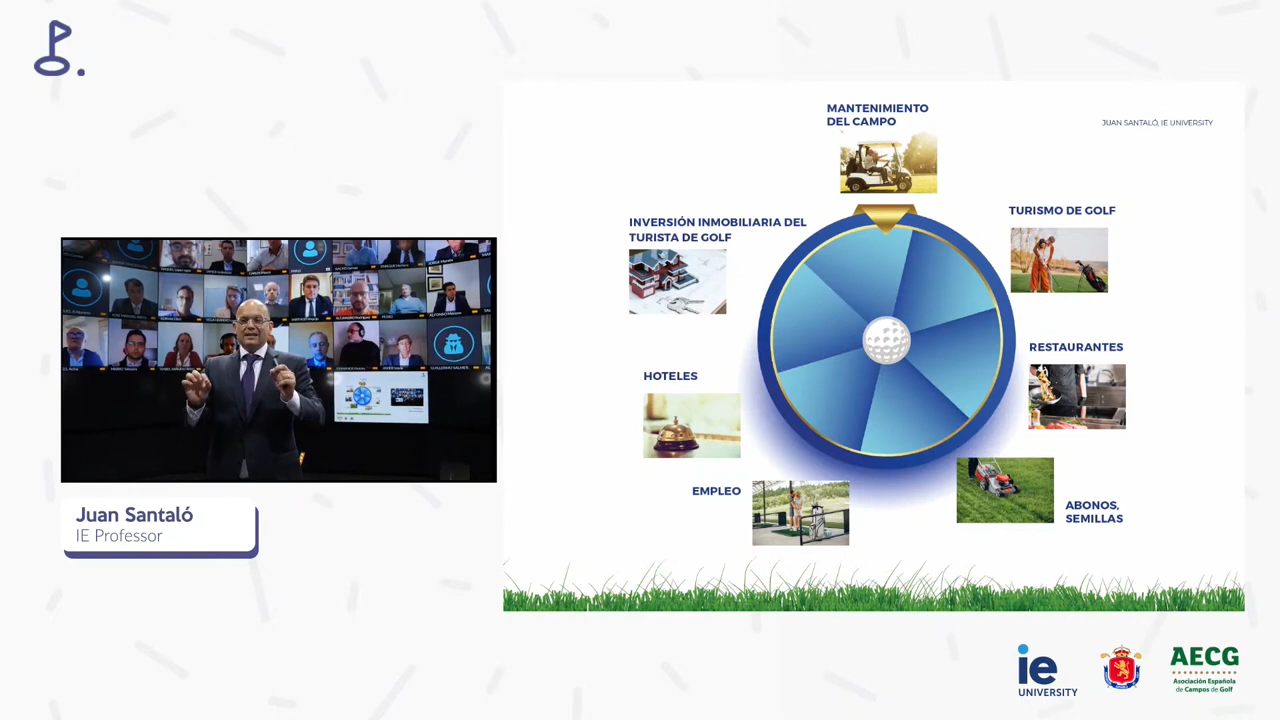 MANTENIMIENTO
DEL CAMPO
JUAN SANTALÓ, IE UNIVERSITY
INVERSIÓN INMOBILIARIA DEL
TURISTA DE GOLF
TURISMO DE GOLF
RESTAURANTES
HOTELES
EMPLEO
ABONOS,
SEMILLAS
Juan Santaló
IE Professor
ie
UNIVERSITY
AECG
Asociación Española
de Campos de Golf